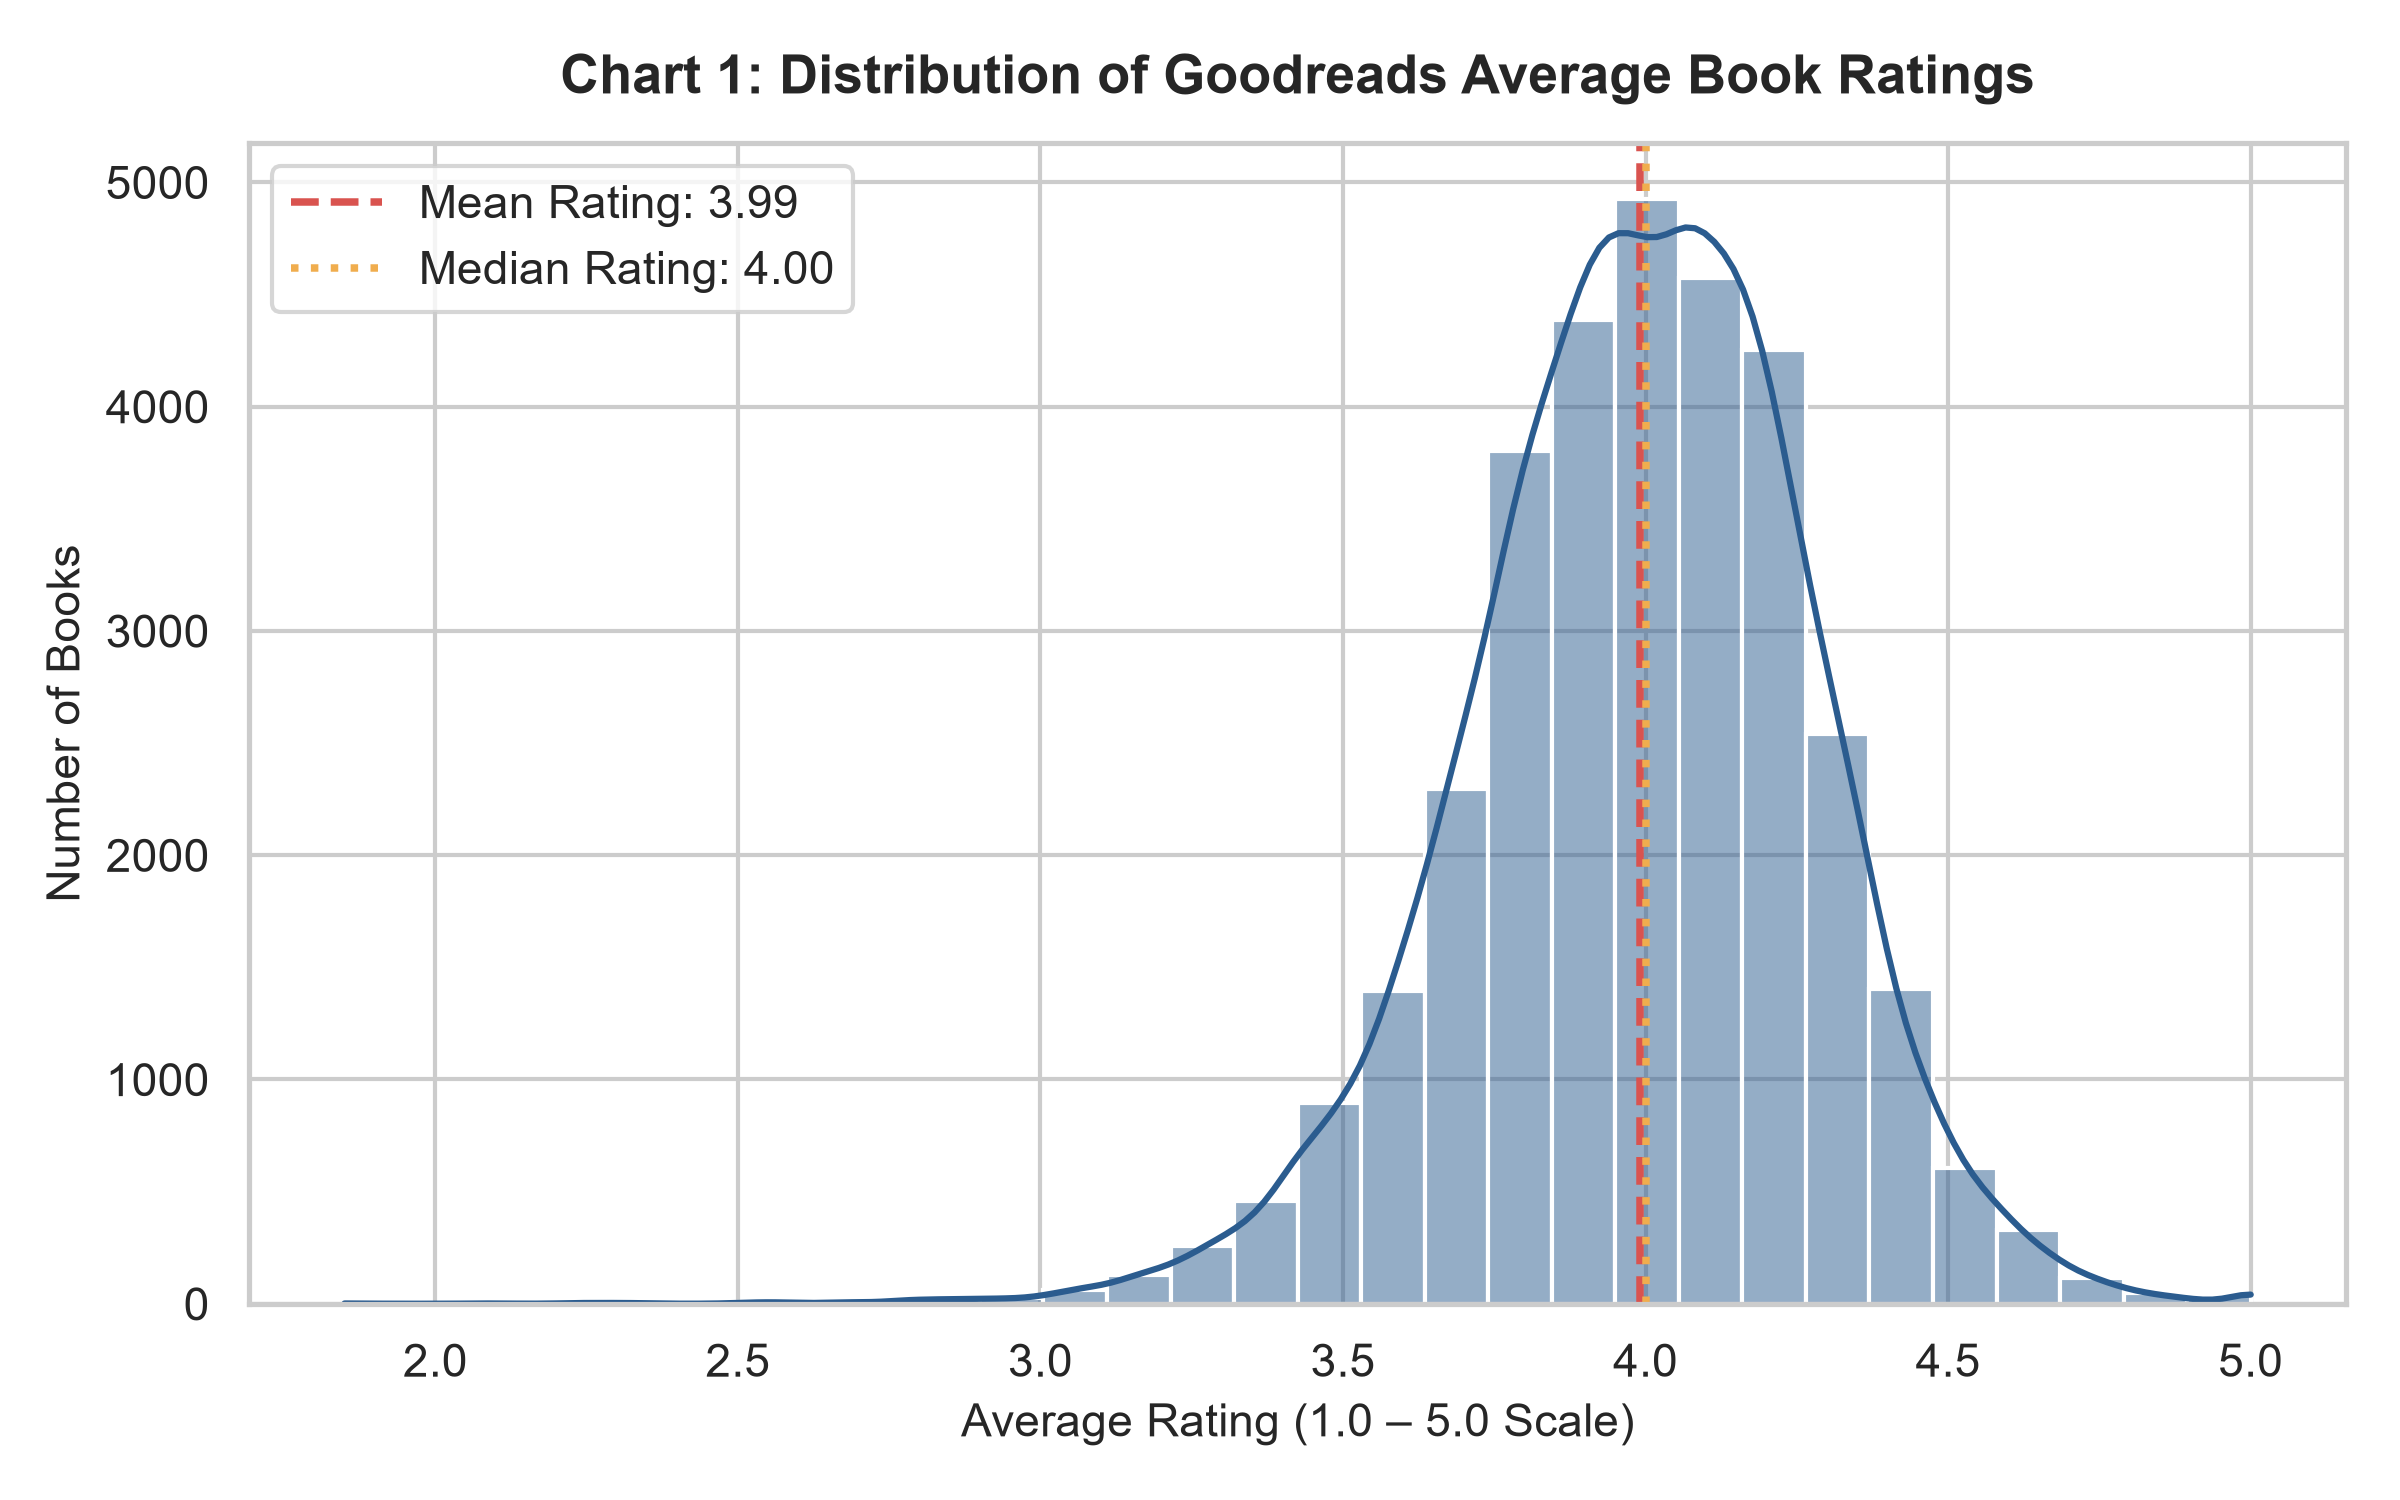 Chart 1: Distribution of Goodreads Average Book Ratings
Mean Rating: 3.99
Median Rating: 4.00
5000
4000
3000
2000
1000
0
Number of Books
2.0 2.5 3.0 3.5 4.0 4.5 5.0
Average Rating (1.0 – 5.0 Scale)